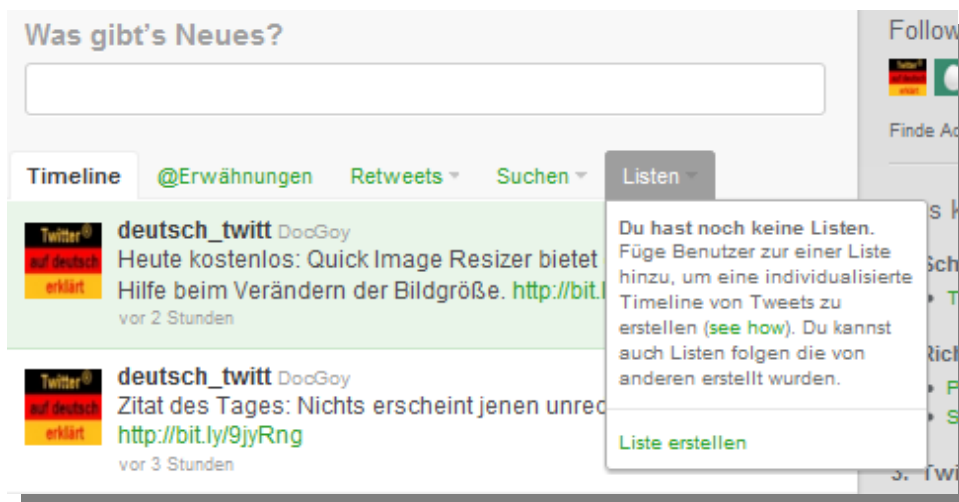 Was gibt's Neues?
Timeline @Erwähnungen Retweets Suchen Listen
Twitter® auf deutsch erklärt
deutsch_twitt DocGoy
Heute kostenlos: Quick Image Resizer bietet
Hilfe beim Verändern der Bildgröße. http://bit.
vor 2 Stunden
Twitter® auf deutsch erklärt
deutsch_twitt DocGoy
Zitat des Tages: Nichts erscheint jenen
http://bit.ly/9jyRng
vor 3 Stunden
Du hast noch keine Listen.
Füge Benutzer zur einer Liste
hinzu, um eine individualisierte
Timeline von Tweets zu
erstellen (see how). Du kannst
auch Listen folgen die von
anderen erstellt wurden.
Liste erstellen
Follow
Finde